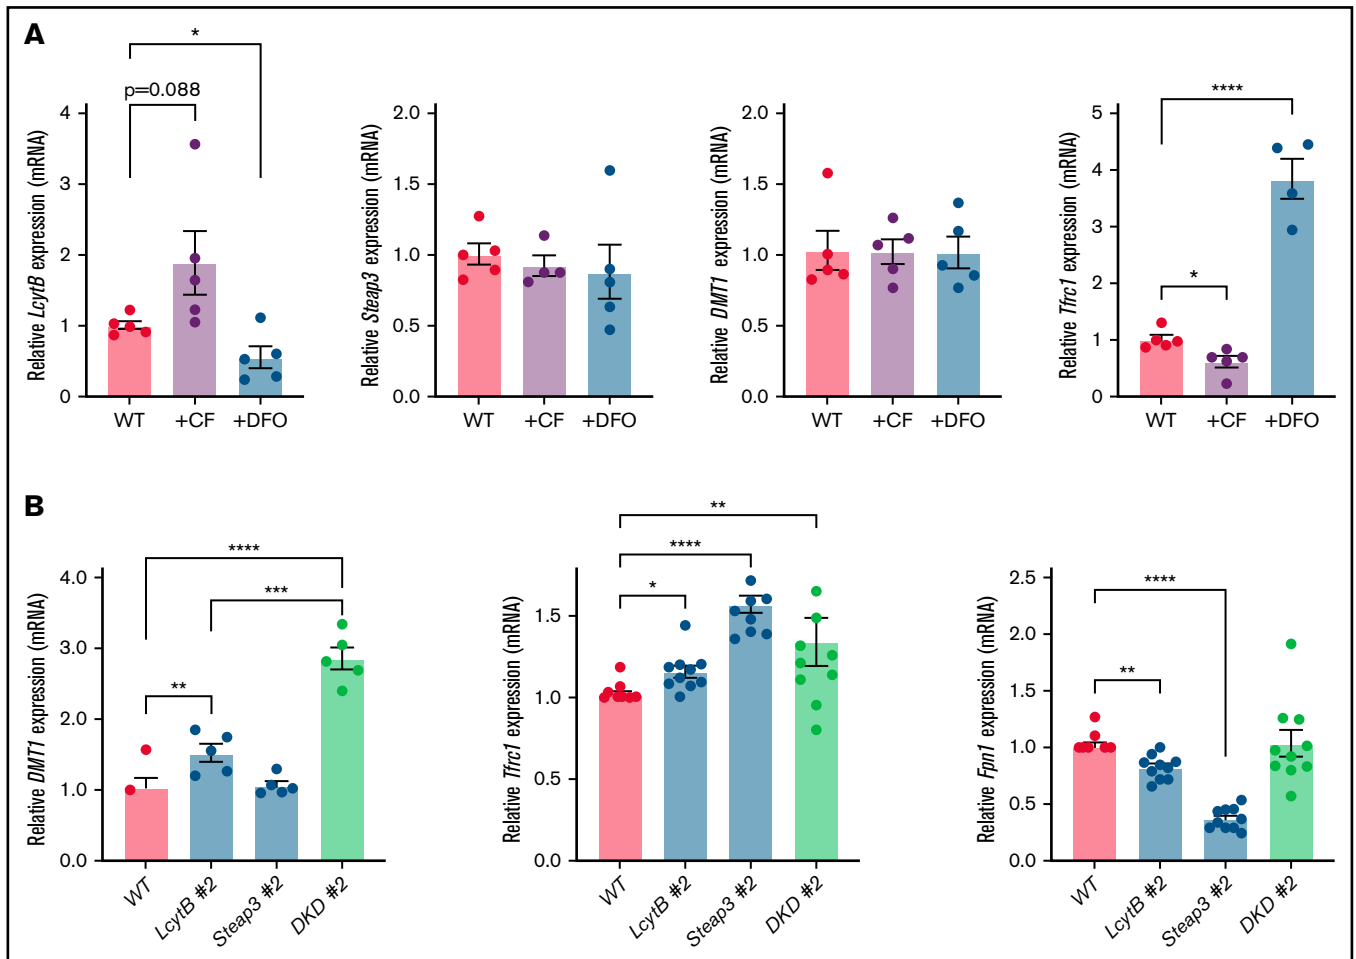 A
*
p=0.088
Relative LcytB expression (mRNA)
4
3
2
1
0
WT +CF +DFO
Relative Steap3 expression (mRNA)
2.0
1.5
1.0
0.5
0.0
WT +CF +DFO
Relative DMT1 expression (mRNA)
2.0
1.5
1.0
0.5
0.0
WT +CF +DFO
****
*
Relative Tfrc1 expression (mRNA)
5
4
3
2
1
0
WT +CF +DFO
B
****
***
**
Relative DMT1 expression (mRNA)
4.0
3.0
2.0
1.0
0.0
WT
LcytB #2
Steap3 #2
DKD #2
**
****
*
Relative Tfrc1 expression (mRNA)
1.5
1.0
0.5
0.0
WT
LcytB #2
Steap3 #2
DKD #2
****
**
Relative Fpn1 expression (mRNA)
2.5
2.0
1.5
1.0
0.5
0.0
WT
LcytB #2
Steap3 #2
DKD #2